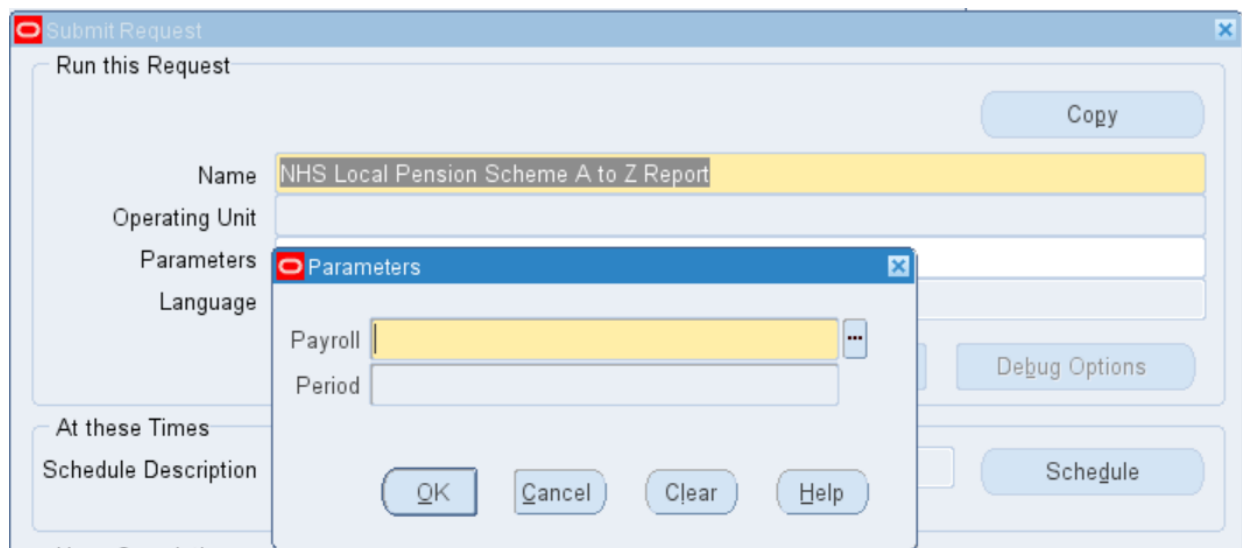 Submit Request
Run this Request
Copy
Name NHS Local Pension Scheme A to Z Report
Operating Unit
Parameters
Language
Parameters
Payroll
Period
OK Cancel Clear Help
Debug Options
At these Times
Schedule Description
Schedule